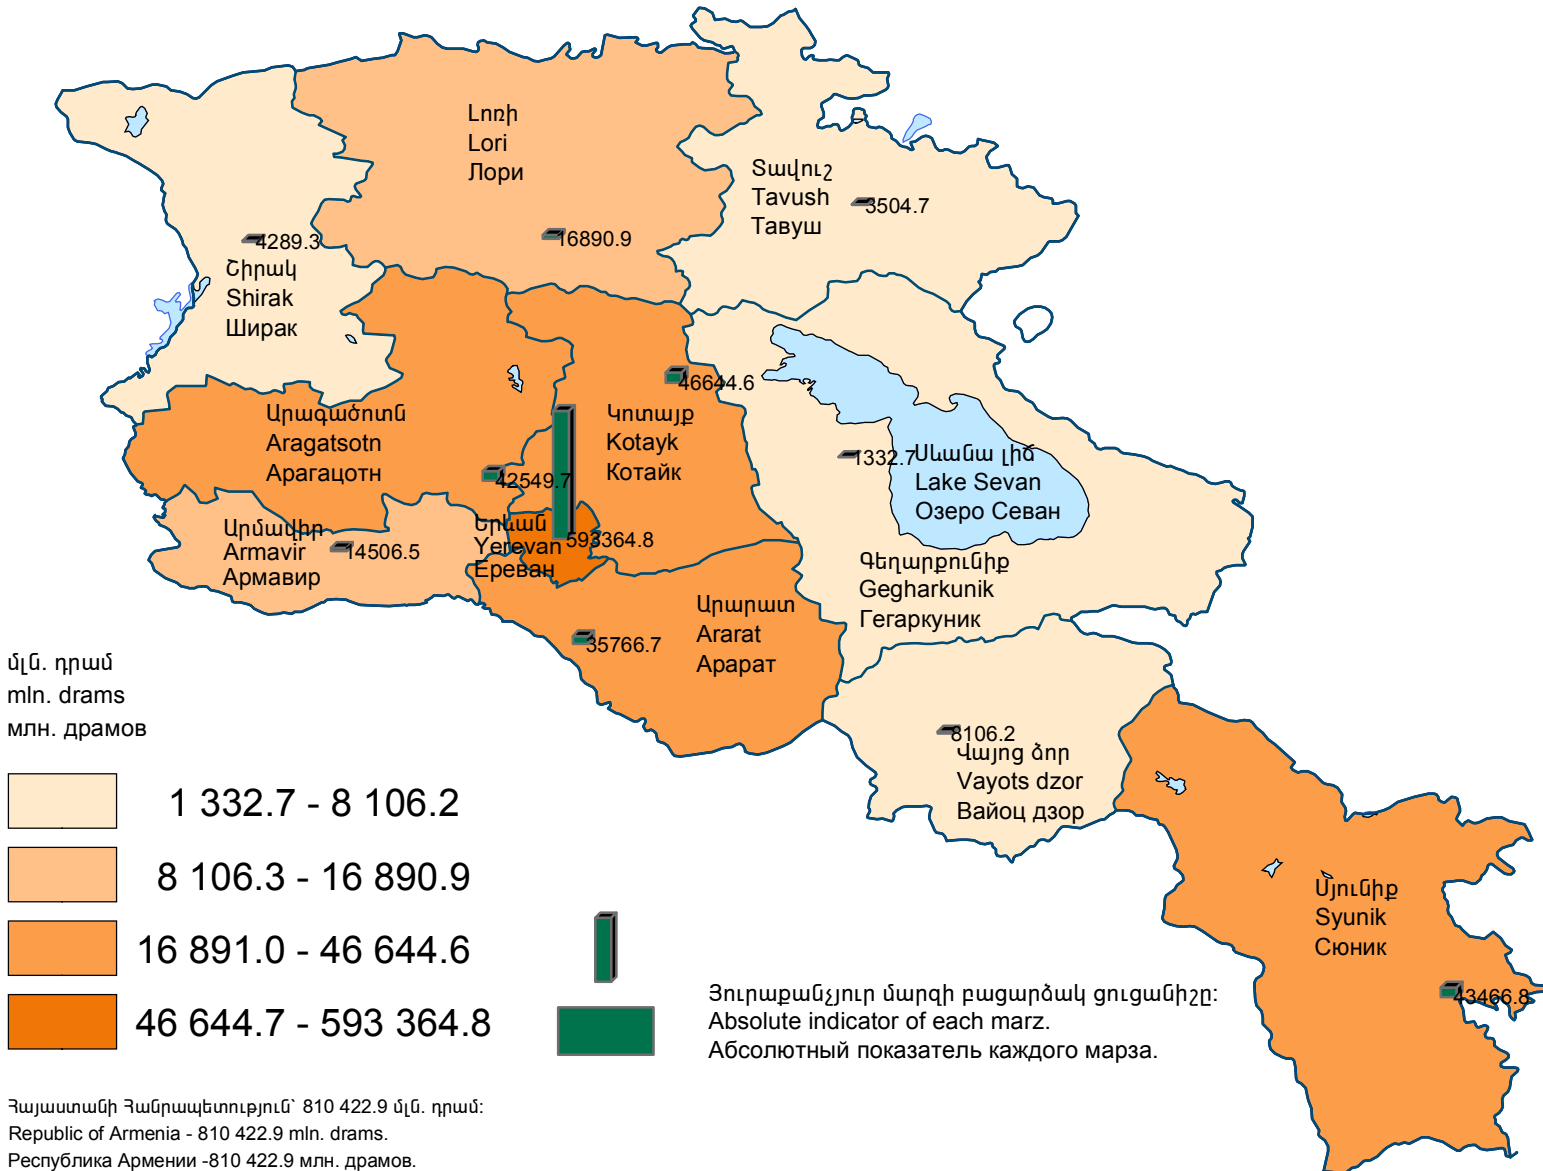 Լոռի
Lori
Лори
16890.9
Տավուշ
Tavush
Тавуш
3504.7
4289.3
Շիրակ
Shirak
Ширак
46644.6
Արագածոտն
Aragatsotn
Арагацотн
42549.7
Կոտայք
Kotayk
Котайк
1332.7
Սևանա լիճ
Lake Sevan
Озеро Севан
Արմավիր
Armavir
Армавир
14506.5
Երևան
Yerevan
Ереван
593364.8
Գեղարքունիք
Gegharkunik
Гегаркуник
Արարատ
Ararat
Арарат
35766.7
8106.2
Վայոց ձոր
Vayots dzor
Вайоц дзор
Սյունիք
Syunik
Сюник
43466.8
մլն. դրամ
mln. drams
млн. драмов
1 332.7 - 8 106.2
8 106.3 - 16 890.9
16 891.0 - 46 644.6
46 644.7 - 593 364.8
Յուրաքանչյուր մարզի բացարձակ ցուցանիշը:
Absolute indicator of each marz.
Абсолютный показатель каждого марза.
Հայաստանի Հանրապետություն՝ 810 422.9 մլն. դրամ:
Republic of Armenia - 810 422.9 mln. drams.
Республика Армении -810 422.9 млн. драмов.